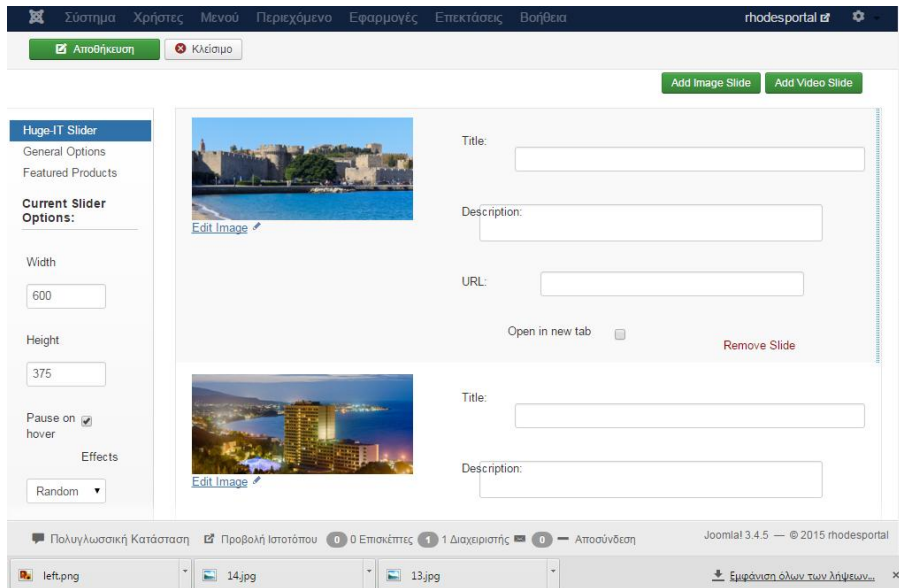 Σύστημα Χρήστες Μενού Περιεχόμενο Εφαρμογές Επεκτάσεις Βοήθεια rhodesportal
Αποθήκευση Κλείσιμο
Add Image Slide Add Video Slide
Huge-IT Slider
General Options
Featured Products
Current Slider Options:
Width
600
Height
375
Pause on hover
Effects
Random
Edit Image
Title:
Description:
URL:
Open in new tab
Remove Slide
Edit Image
Title:
Description:
Πολυγλωσσική Κατάσταση Προβολή Ιστοτόπου 0 0 Επισκέπτες 1 1 Διαχειριστής 0 Αποσύνδεση Joomla! 3.4.5 — © 2015 rhodesportal
left.png 14.jpg 13.jpg Εμφάνιση όλων των λήψεων...